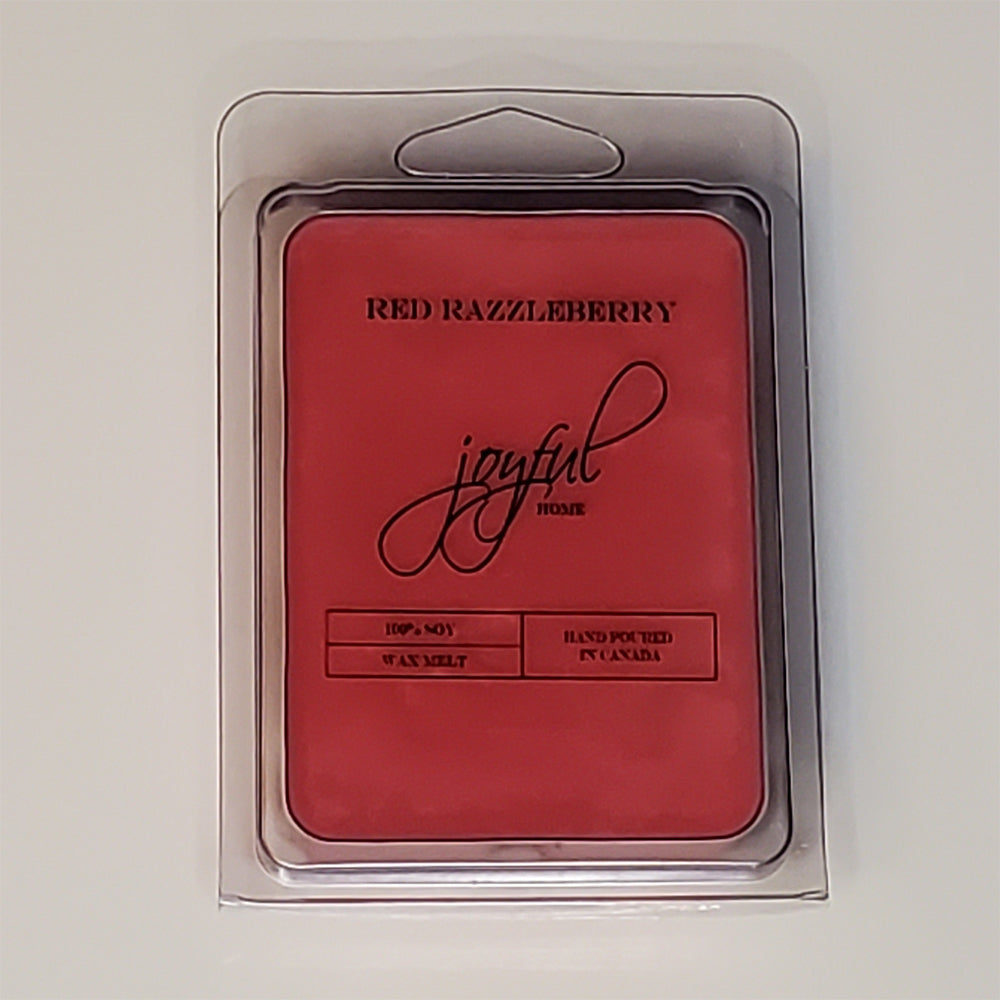 RED RAZZLEBERRY
joyful
HOME
100% SOY
WAX MELT
HAND POURED
IN CANADA